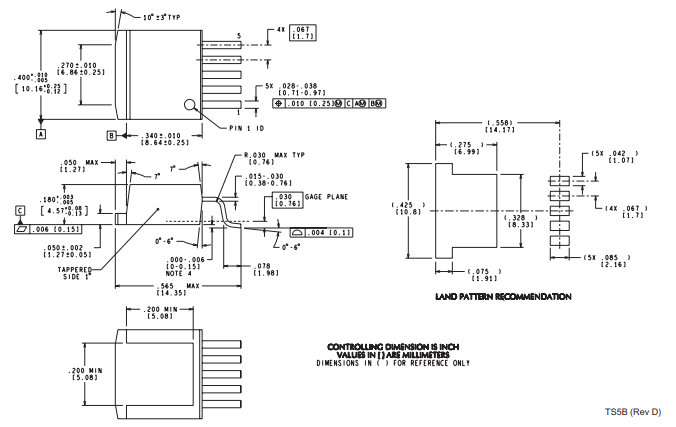 10° ±3° TYP
4X .067
[1.7]
5
.270±.010
[6.86±0.25]
.400 +.010 -.005
[10.16 +0.25 -0.12]
5X .028-.038
[0.71-0.97]
.010 [0.25]Ⓜ C AⓂ BⓂ
1
PIN 1 ID
A
B
.340±.010
[8.64±0.25]
.050 MAX
[1.27]
7°
7°
R.030 MAX TYP
[0.76]
.015-.030
[0.38-0.76]
.030
[0.76]
GAGE PLANE
.180 +.003 -.005
[4.57 +0.08 -0.13]
C
.006 [0.15]
.004 [0.1]
0°-6°
0°-6°
.050±.002
[1.27±0.05]
.000-.006
[0-0.15]
NOTE 4
.078
[1.98]
TAPPERED
SIDE 1°
.565 MAX
[14.35]
(.558)
[14.17]
(.275)
[6.99]
(5X .042)
[1.07]
(.425)
[10.8]
(.328)
[8.33]
(4X .067)
[1.7]
(.075)
[1.91]
(5X .085)
[2.16]
LAND PATTERN RECOMMENDATION
.200 MIN
[5.08]
.200 MIN
[5.08]
CONTROLLING DIMENSION IS INCH
VALUES IN [ ] ARE MILLIMETERS
DIMENSIONS IN ( ) FOR REFERENCE ONLY
TS5B (Rev D)